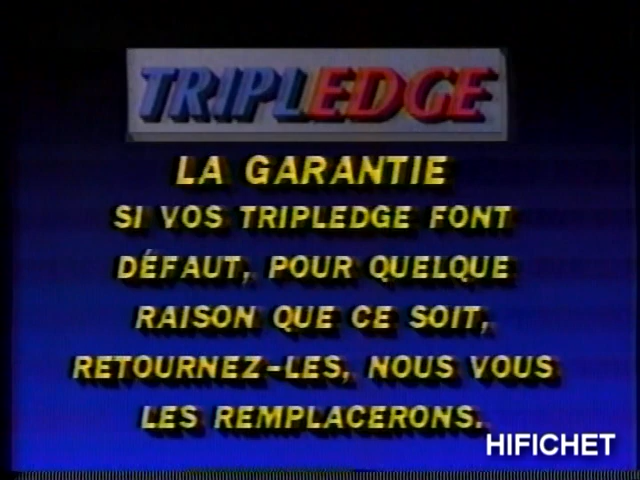 TRIPLEDGE
LA GARANTIE
SI VOS TRIPLEDGE FONT
DÉFAUT, POUR QUELQUE
RAISON QUE CE SOIT,
RETOURNEZ-LES, NOUS VOUS
LES REMPLACERONS.
HIFICHET